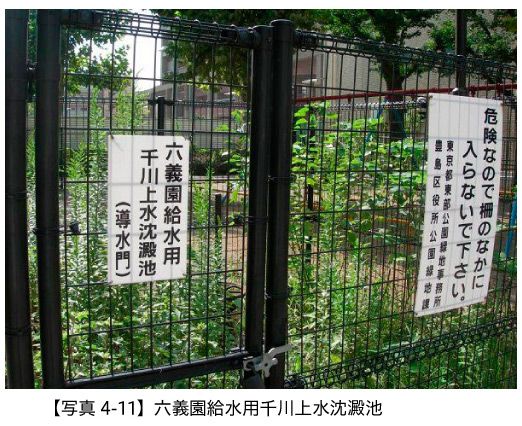 六義園給水用
千川上水沈澱池
（導水門）
危険なので柵のなかに
入らないで下さい。
東京都東部公園緑地事務所
豊島区役所公園緑地課
【写真 4-11】六義園給水用千川上水沈澱池